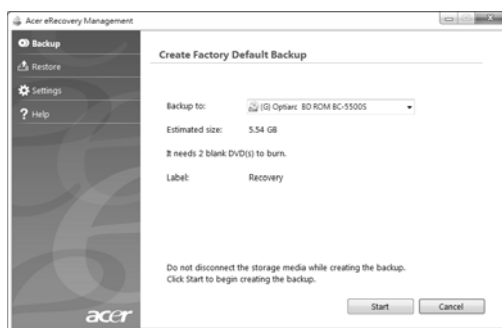 Acer eRecovery Management
Backup
Restore
Settings
Help
Create Factory Default Backup
Backup to: (G) Optiarc BD ROM BC-5500S
Estimated size: 5.54 GB
It needs 2 blank DVD(s) to burn.
Label: Recovery
Do not disconnect the storage media while creating the backup.
Click Start to begin creating the backup.
Start Cancel
acer